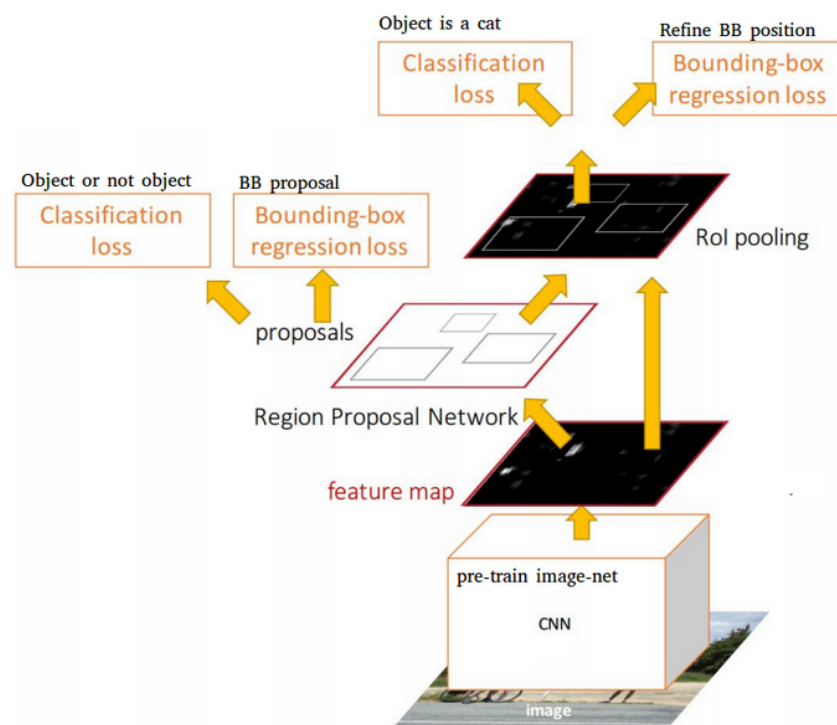 Object is a cat
Refine BB position
Classification
loss
Bounding-box
regression loss
Object or not object
BB proposal
Classification
loss
Bounding-box
regression loss
RoI pooling
proposals
Region Proposal Network
feature map
pre-train image-net
CNN
image